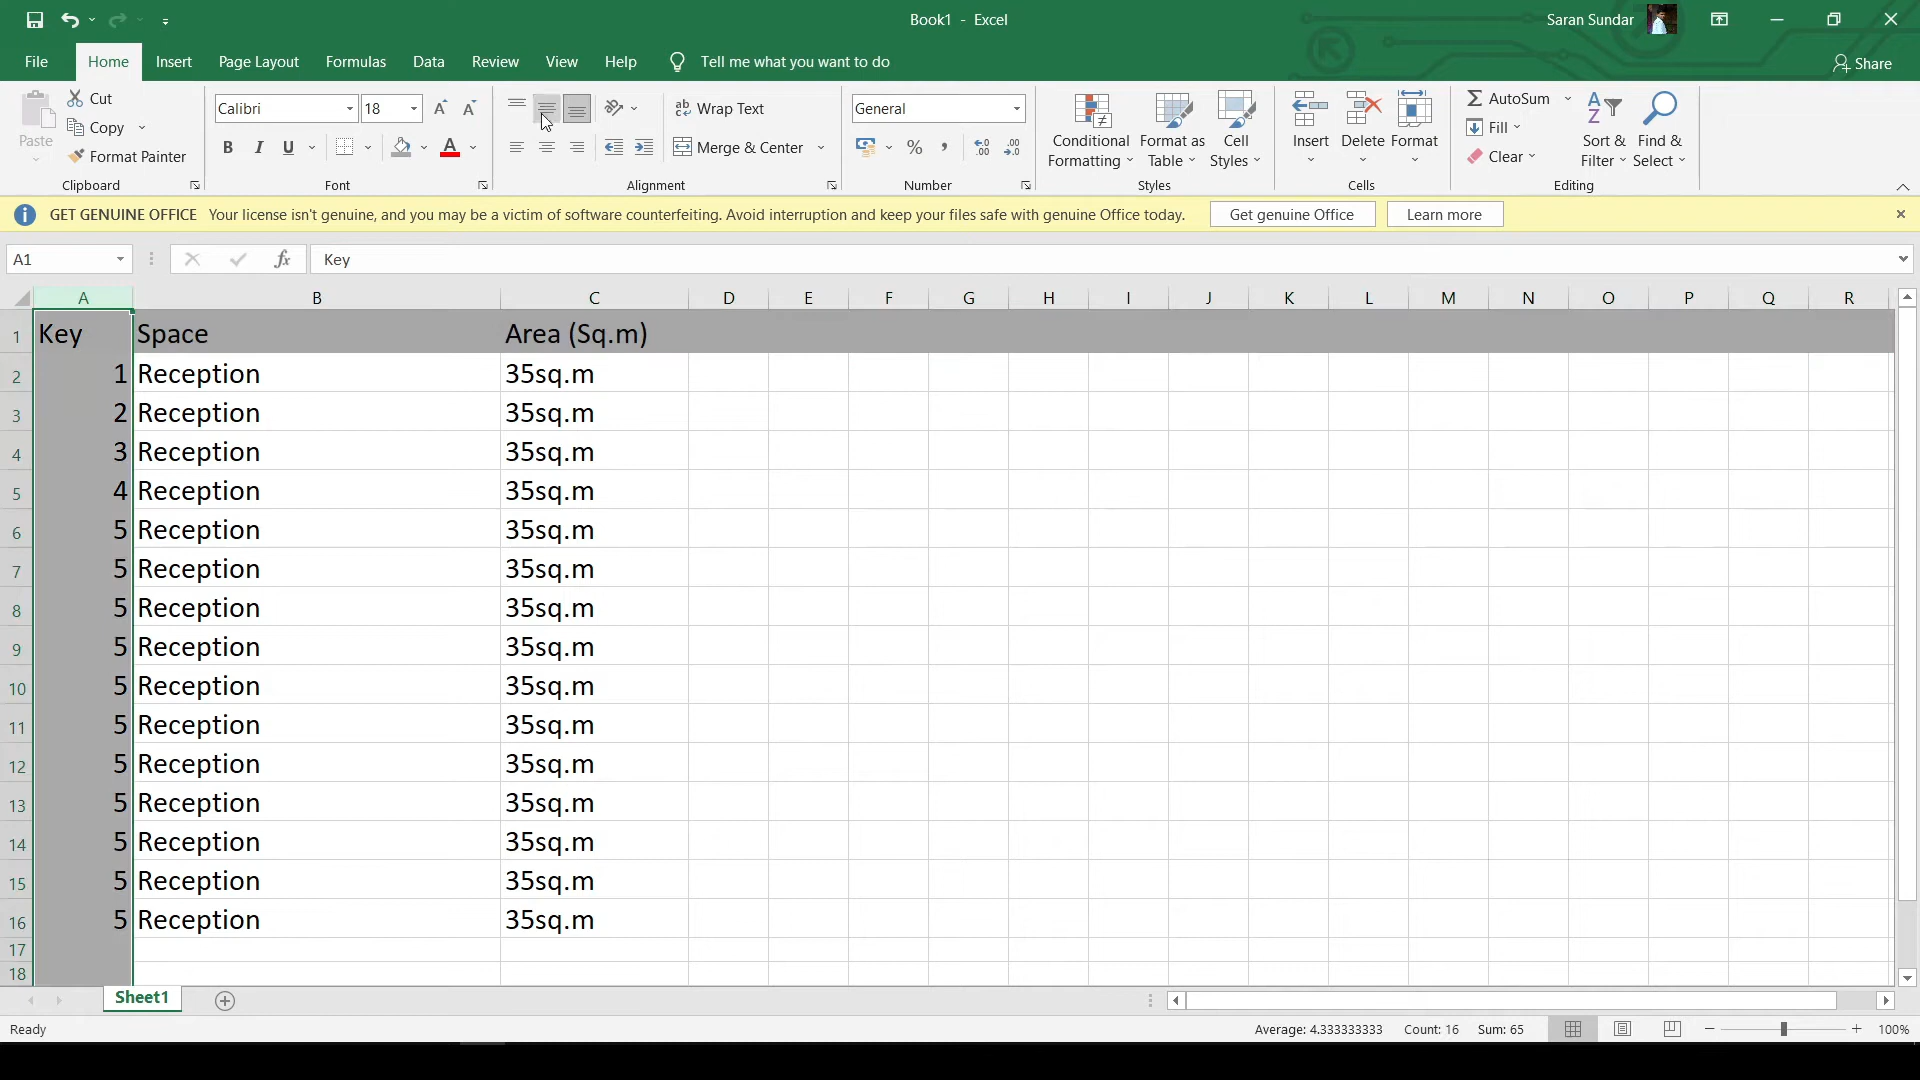 Book1 - Excel
Saran Sundar
File Home Insert Page Layout Formulas Data Review View Help Tell me what you want to do Share
Paste
Cut
Copy
Format Painter
Clipboard
Calibri 18
B I U A
Font
ab Wrap Text
Merge & Center
Alignment
General
%
Number
Conditional Formatting
Format as Table
Cell Styles
Styles
Insert Delete Format
Cells
AutoSum
Fill
Clear
Sort & Filter
Find & Select
Editing
GET GENUINE OFFICE Your license isn't genuine, and you may be a victim of software counterfeiting. Avoid interruption and keep your files safe with genuine Office today. Get genuine Office Learn more
A1 fx Key
A B C D E F G H I J K L M N O P Q R
1 Key Space Area (Sq.m)
2 1 Reception 35sq.m
3 2 Reception 35sq.m
4 3 Reception 35sq.m
5 4 Reception 35sq.m
6 5 Reception 35sq.m
7 5 Reception 35sq.m
8 5 Reception 35sq.m
9 5 Reception 35sq.m
10 5 Reception 35sq.m
11 5 Reception 35sq.m
12 5 Reception 35sq.m
13 5 Reception 35sq.m
14 5 Reception 35sq.m
15 5 Reception 35sq.m
16 5 Reception 35sq.m
17
18
Sheet1
Ready Average: 4.333333333 Count: 16 Sum: 65 100%